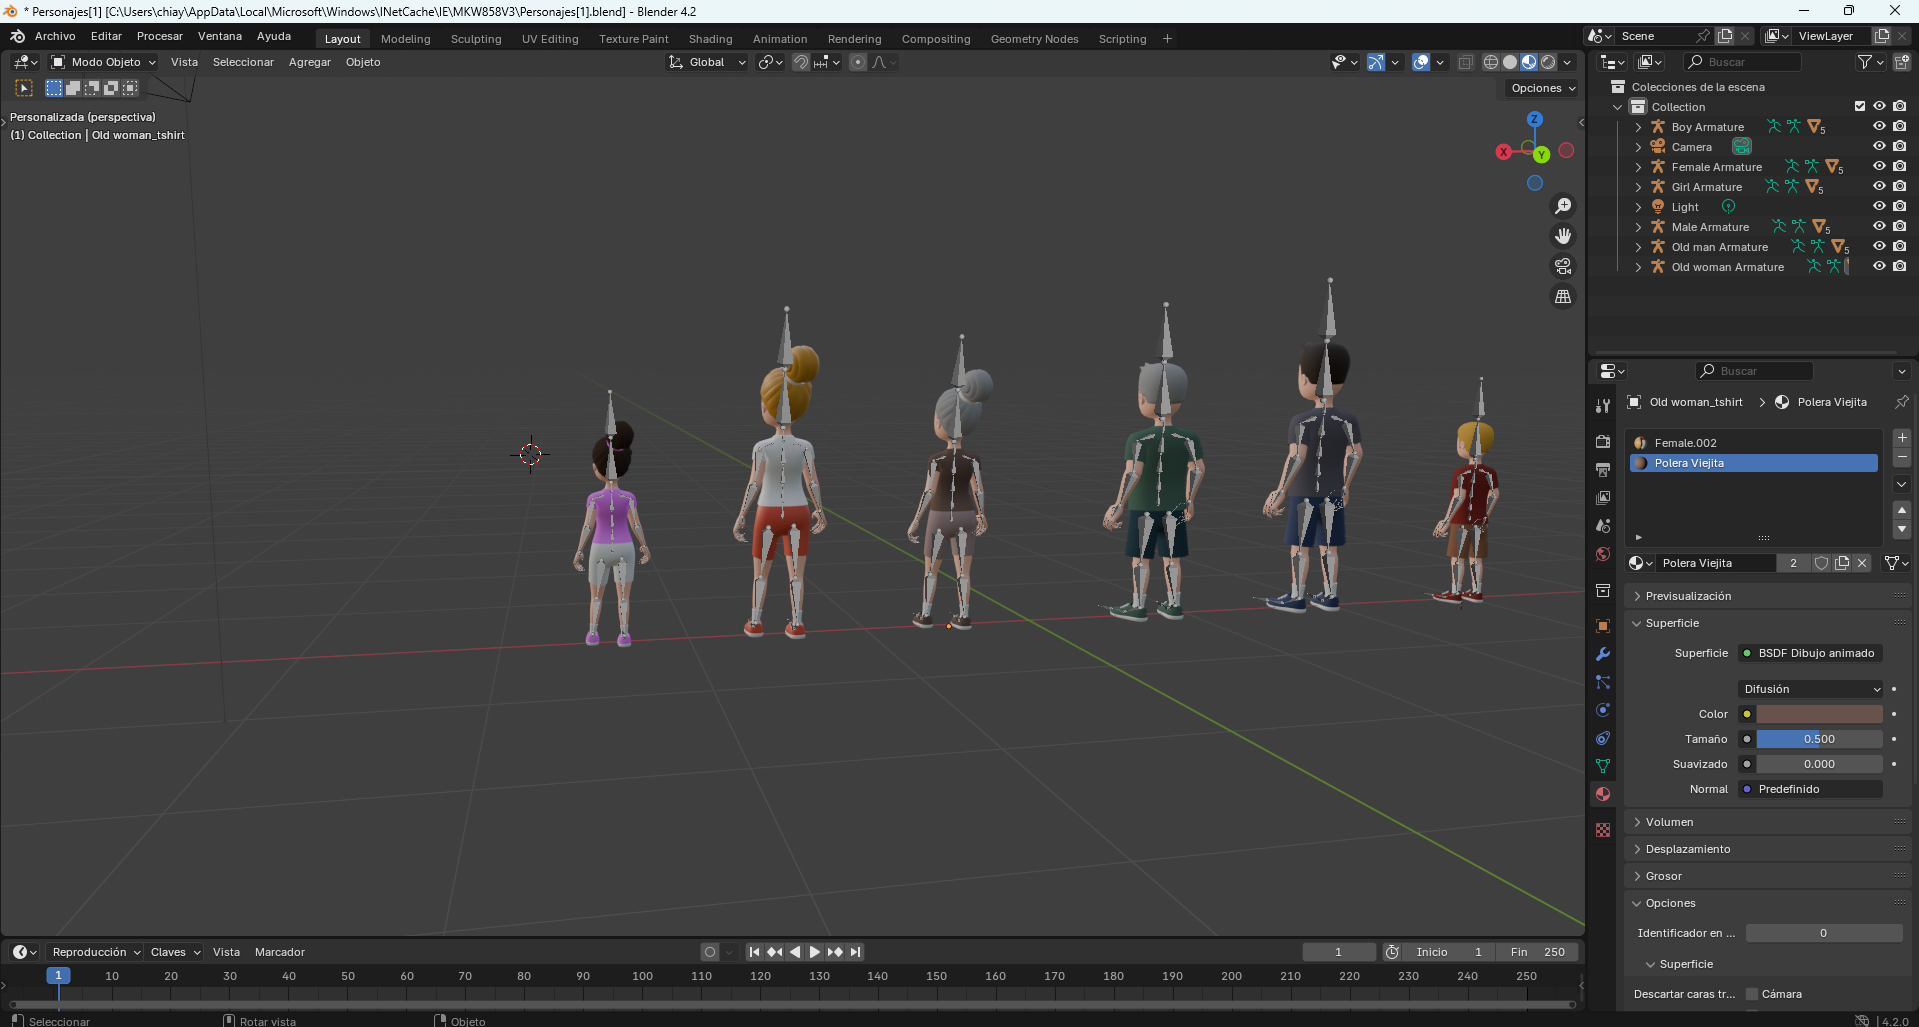 * Personajes[1] [C:\Users\chiay\AppData\Local\Microsoft\Windows\INetCache\IE\MKW858V3\Personajes[1].blend] - Blender 4.2
Archivo Editar Procesar Ventana Ayuda Layout Modeling Sculpting UV Editing Texture Paint Shading Animation Rendering Compositing Geometry Nodes Scripting + Scene ViewLayer
Modo Objeto Vista Seleccionar Agregar Objeto Global Buscar
Opciones
Personalizada (perspectiva)
(1) Collection | Old woman_tshirt
Z
X
Y
Colecciones de la escena
Collection
Boy Armature 5
Camera
Female Armature 5
Girl Armature 5
Light
Male Armature 5
Old man Armature 5
Old woman Armature
Buscar
Old woman_tshirt > Polera Viejita
Female.002
Polera Viejita
Polera Viejita 2
Previsualización
Superficie
Superficie BSDF Dibujo animado
Difusión
Color
Tamaño 0.500
Suavizado 0.000
Normal Predefinido
Volumen
Desplazamiento
Grosor
Opciones
Identificador en ... 0
Superficie
Descartar caras tr... Cámara
Reproducción Claves Vista Marcador 1 Inicio 1 Fin 250
1 10 20 30 40 50 60 70 80 90 100 110 120 130 140 150 160 170 180 190 200 210 220 230 240 250
Seleccionar Rotar vista Objeto 4.2.0